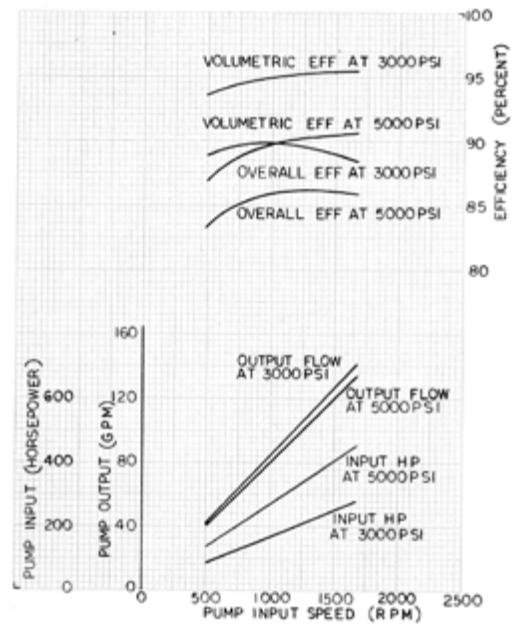 100
VOLUMETRIC EFF AT 3000 PSI
95
VOLUMETRIC EFF AT 5000 PSI
90
OVERALL EFF AT 3000 PSI
85
OVERALL EFF AT 5000 PSI
80
EFFICIENCY (PERCENT)
160
OUTPUT FLOW
AT 3000 PSI
600
120
OUTPUT FLOW
AT 5000 PSI
400
80
INPUT HP
AT 5000 PSI
200
40
INPUT HP
AT 3000 PSI
0
0
PUMP INPUT (HORSEPOWER)
PUMP OUTPUT (GPM)
0
500
1000
1500
2000
2500
PUMP INPUT SPEED (RPM)